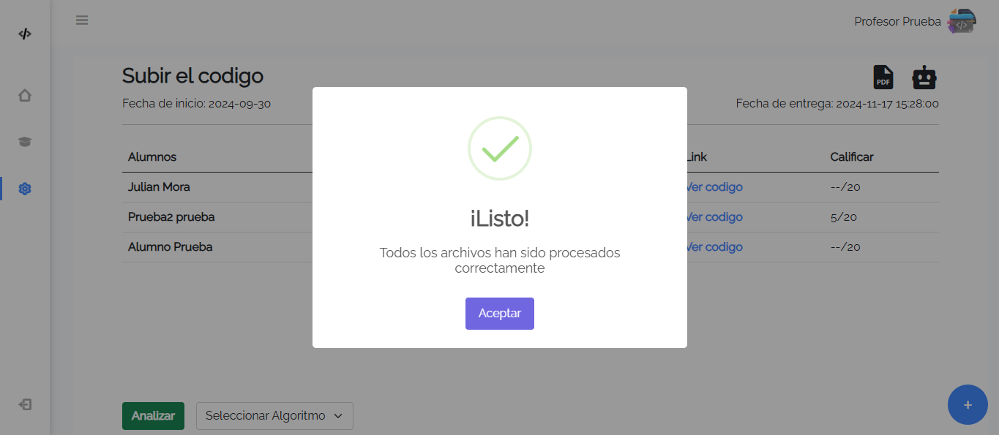 Profesor Prueba
Subir el codigo
PDF
Fecha de inicio: 2024-09-30
Fecha de entrega: 2024-11-17 15:28:00
Alumnos
Link
Calificar
Julian Mora
Ver codigo
--/20
Prueba2 prueba
Ver codigo
5/20
Alumno Prueba
Ver codigo
--/20
¡Listo!
Todos los archivos han sido procesados
correctamente
Aceptar
Analizar
Seleccionar Algoritmo
+